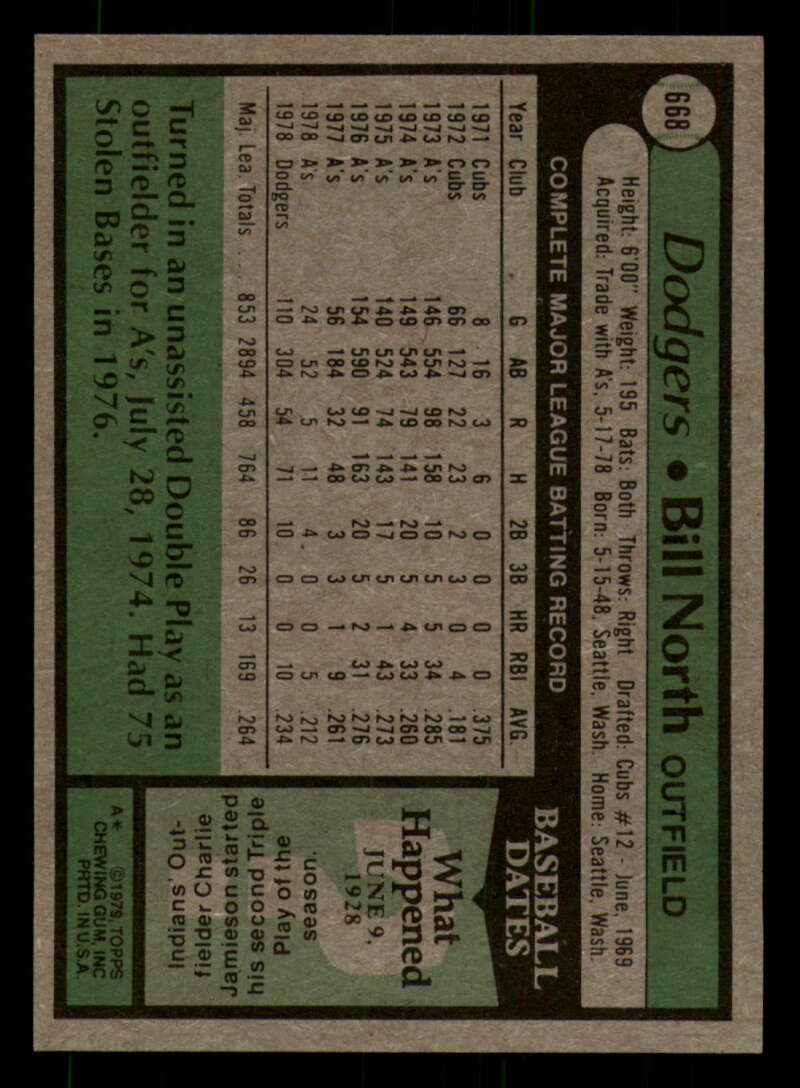 668
Dodgers • Bill North OUTFIELD
Height: 6'00" Weight: 195 Bats: Both Throws: Right Drafted: Cubs #12 - June, 1969
Acquired: Trade with A's, 5-17-78 Born: 5-15-48, Seattle, Wash. Home: Seattle, Wash.
COMPLETE MAJOR LEAGUE BATTING RECORD
Year Club G AB R H 2B 3B HR RBI AVG.
1971 Cubs 8 16 3 6 0 0 0 0 .375
1972 Cubs 66 127 22 23 2 3 0 4 .181
1973 A's 146 554 98 158 10 5 5 34 .285
1974 A's 149 543 79 141 20 5 4 33 .260
1975 A's 140 524 74 143 17 5 1 43 .273
1976 A's 154 590 91 163 20 5 2 31 .276
1977 A's 56 184 32 48 3 3 1 9 .261
1978 A's 24 52 5 11 4 0 0 5 .212
1978 Dodgers 110 304 54 71 10 0 0 10 .234
Maj. Lea. Totals . . . 853 2894 458 764 86 26 13 169 .264
Turned in an unassisted Double Play as an
outfielder for A's, July 28, 1974. Had 75
Stolen Bases in 1976.
BASEBALL
DATES
What
Happened
JUNE 9,
1928
Indians' Out-
fielder Charlie
Jamieson started
his second Triple
Play of the
season.
A* ©1979, TOPPS
CHEWING GUM, INC
PRTD. IN U.S.A.